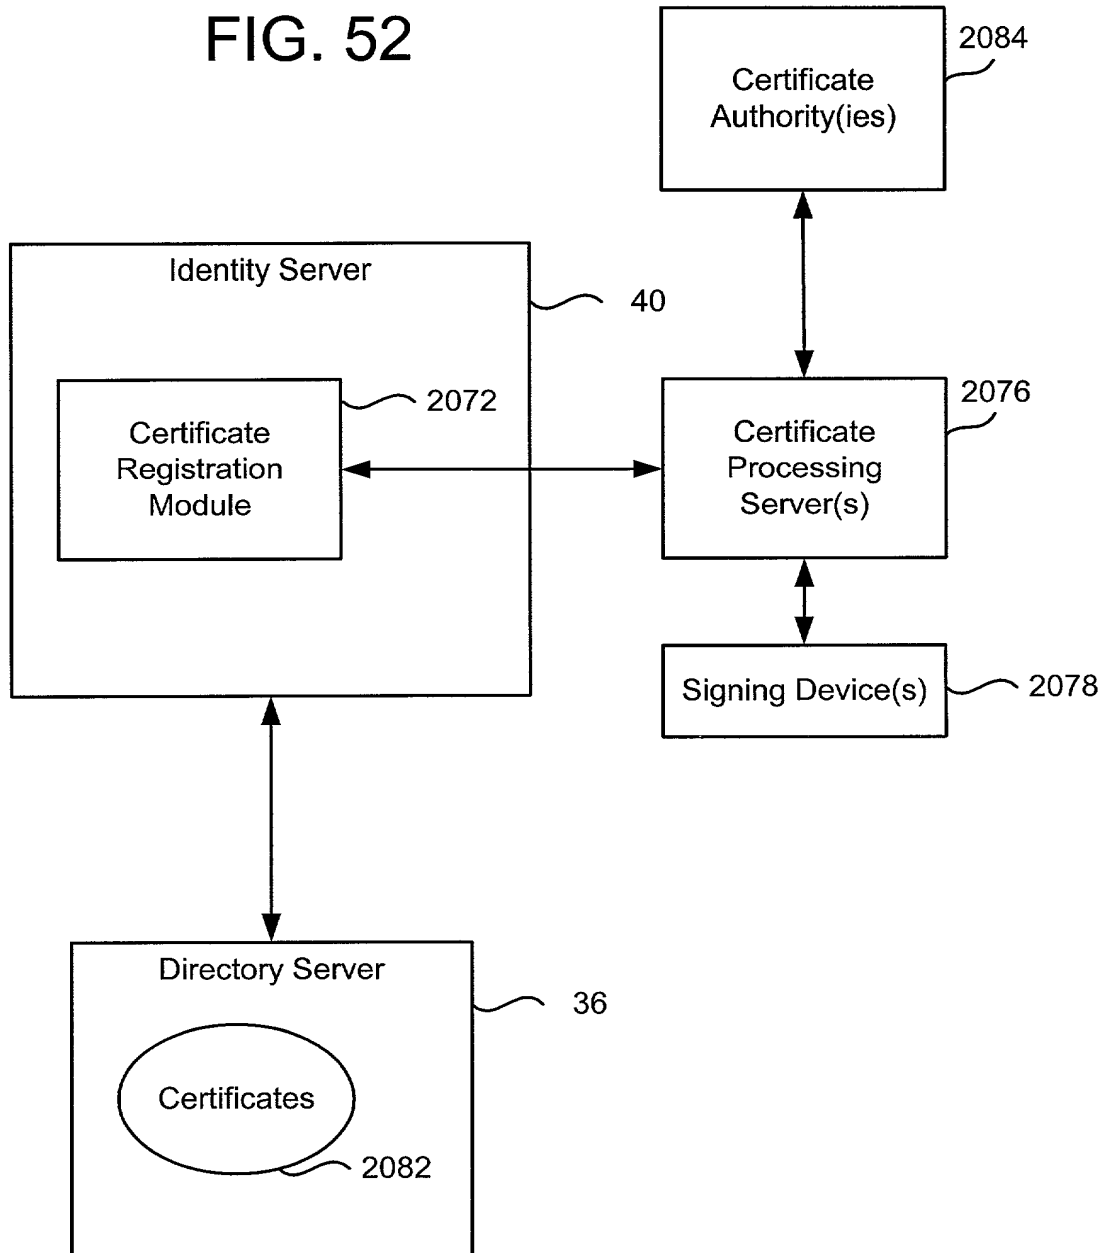 FIG. 52
2084
Certificate
Authority(ies)
Identity Server
40
2072
Certificate
Registration
Module
2076
Certificate
Processing
Server(s)
Signing Device(s)
2078
Directory Server
36
Certificates
2082